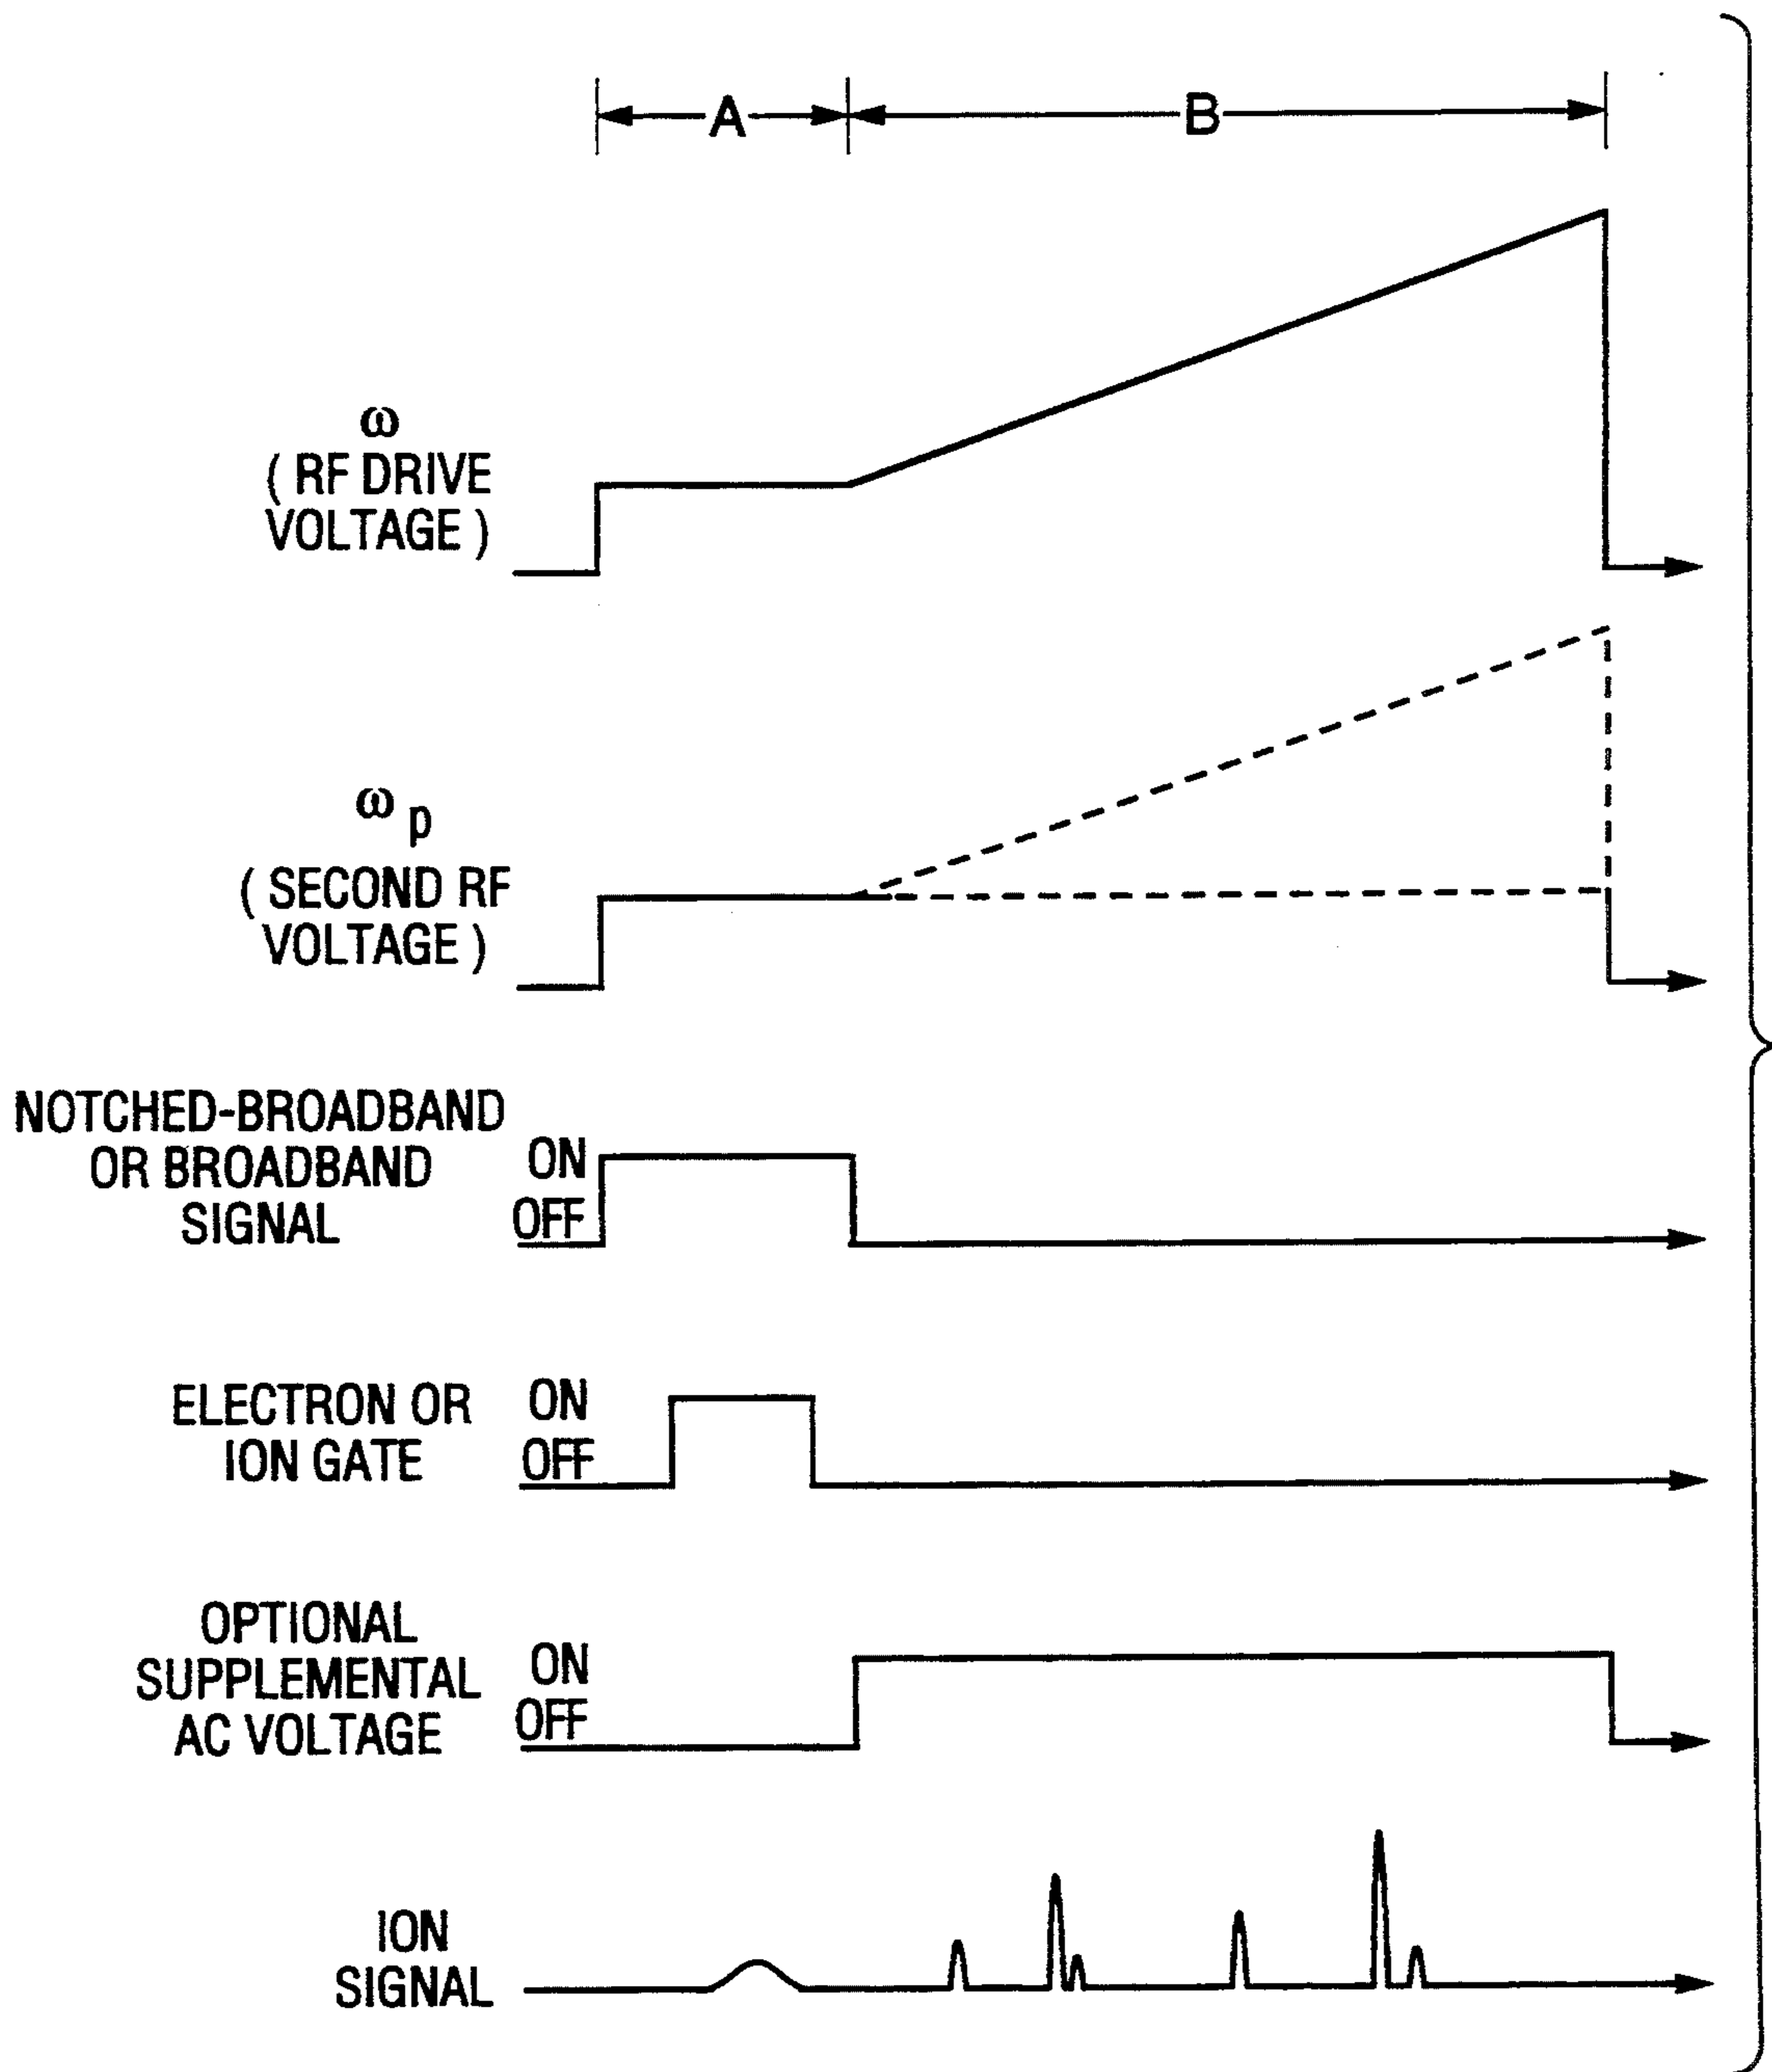 A
B
ω
( RF DRIVE
VOLTAGE )
ω p
( SECOND RF
VOLTAGE )
NOTCHED-BROADBAND
OR BROADBAND
SIGNAL
ON
OFF
ELECTRON OR
ION GATE
ON
OFF
OPTIONAL
SUPPLEMENTAL
AC VOLTAGE
ON
OFF
ION
SIGNAL